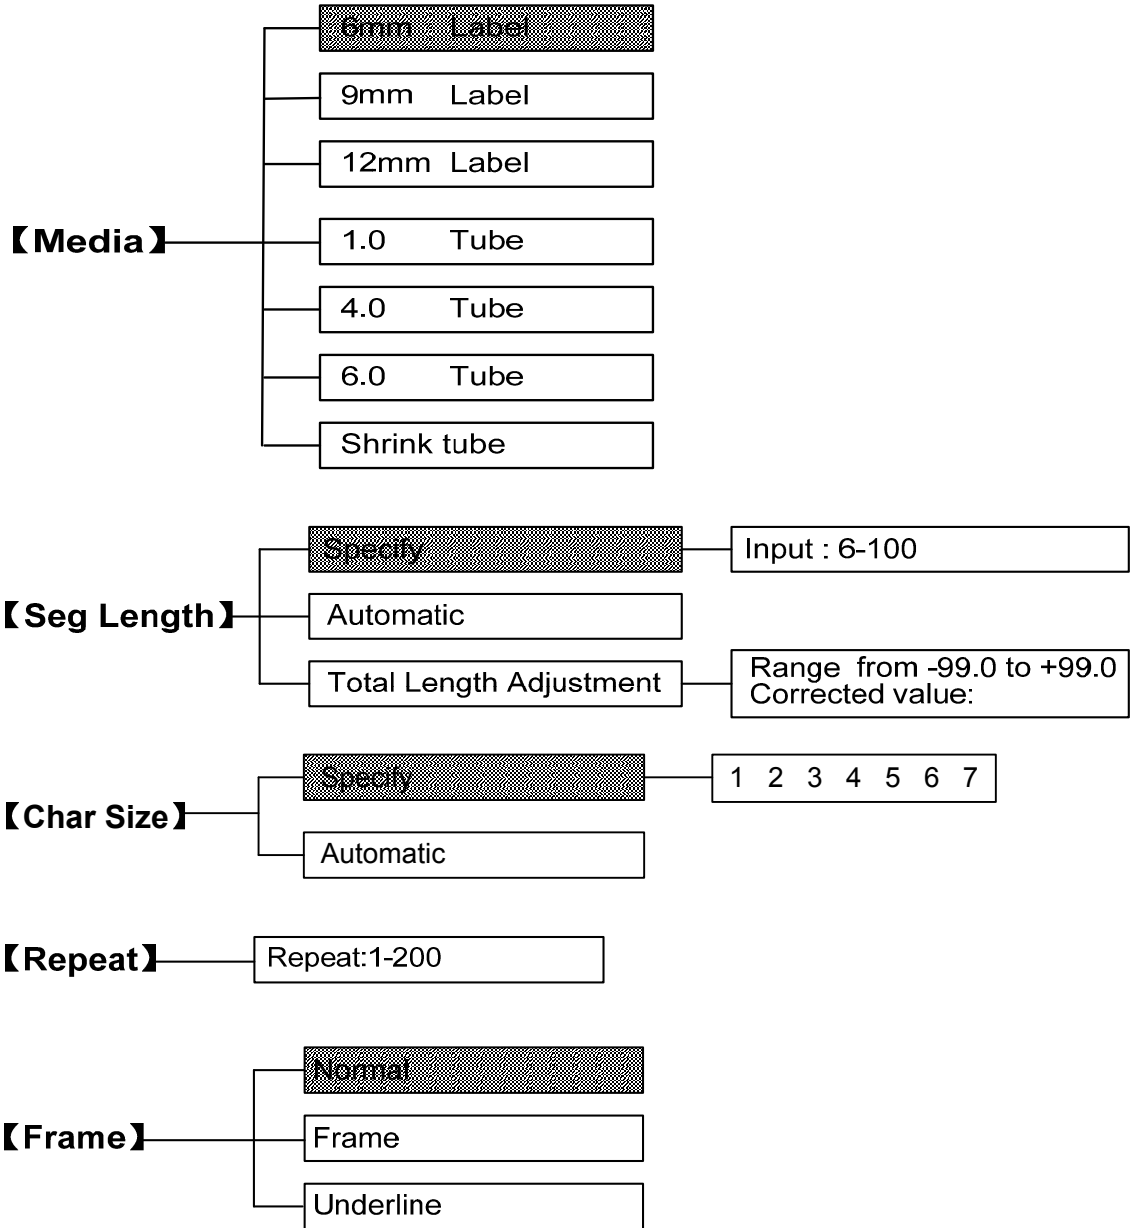 6mm Label
9mm Label
12mm Label
【Media】
1.0 Tube
4.0 Tube
6.0 Tube
Shrink tube
Specify
Input : 6-100
【Seg Length】
Automatic
Total Length Adjustment
Range from -99.0 to +99.0
Corrected value:
Specify
1 2 3 4 5 6 7
【Char Size】
Automatic
【Repeat】
Repeat:1-200
Normal
【Frame】
Frame
Underline